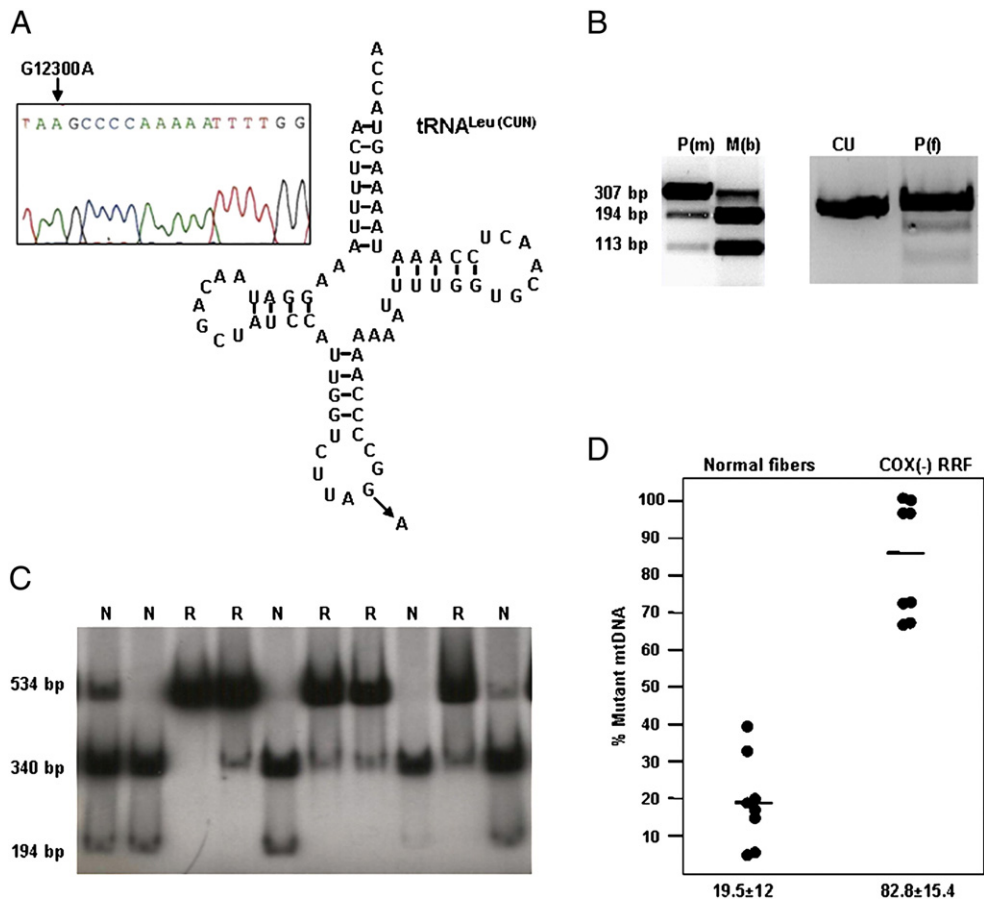 A
G12300A
TAAGCCCCAAAAATTTTGG
tRNA Leu (CUN)
B
P(m) M(b)
307 bp
194 bp
113 bp
CU P(f)
C
N N R R N R R N R N
534 bp
340 bp
194 bp
D
Normal fibers COX(-) RRF
% Mutant mtDNA
100
90
80
70
60
50
40
30
20
10
19.5±12 82.8±15.4